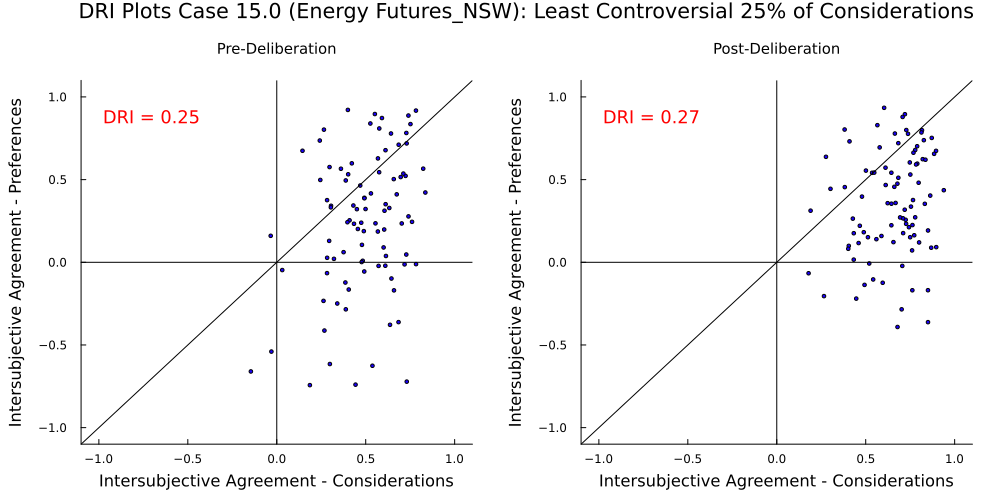 DRI Plots Case 15.0 (Energy Futures_NSW): Least Controversial 25% of Considerations
Pre-Deliberation
Intersubjective Agreement - Preferences
1.0
0.5
0.0
−0.5
−1.0
DRI = 0.25
−1.0
−0.5
0.0
0.5
1.0
Intersubjective Agreement - Considerations
Post-Deliberation
Intersubjective Agreement - Preferences
1.0
0.5
0.0
−0.5
−1.0
DRI = 0.27
−1.0
−0.5
0.0
0.5
1.0
Intersubjective Agreement - Considerations